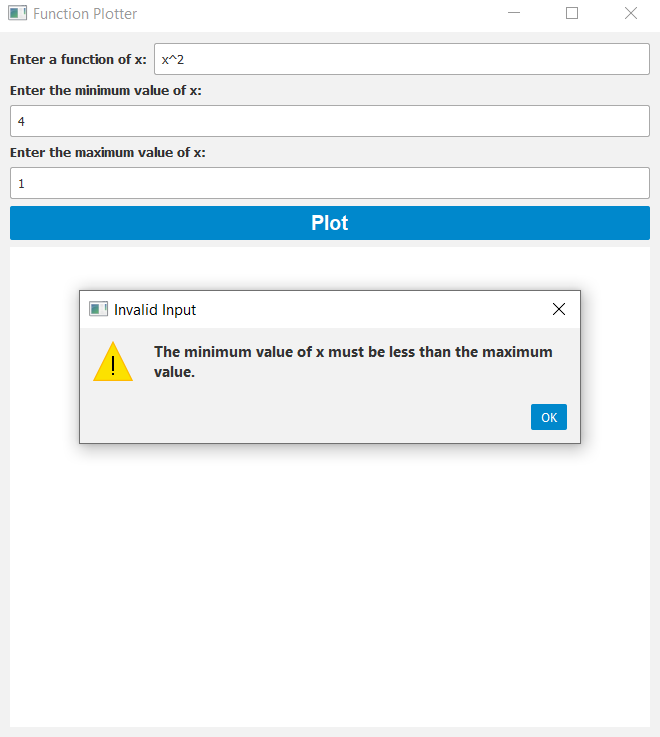 Function Plotter
Enter a function of x: x^2
Enter the minimum value of x:
4
Enter the maximum value of x:
1
Plot
Invalid Input
The minimum value of x must be less than the maximum
value.
OK